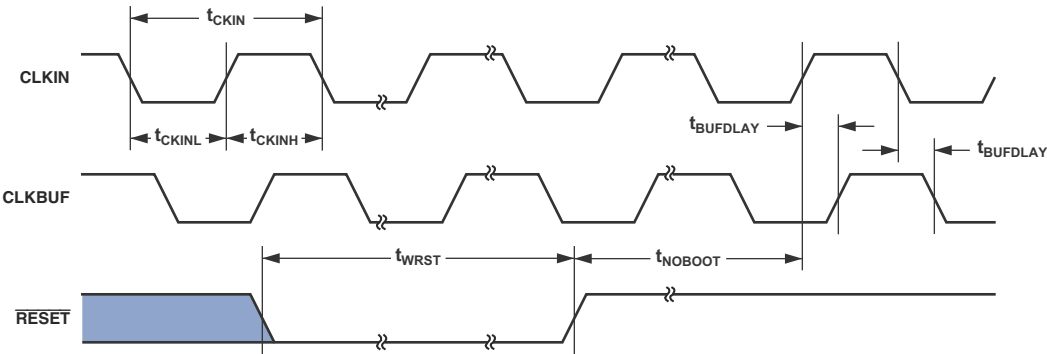 tCKIN
CLKIN
tCKINL
tCKINH
tBUFDLAY
tBUFDLAY
CLKBUF
tWRST
tNOBOOT
RESET